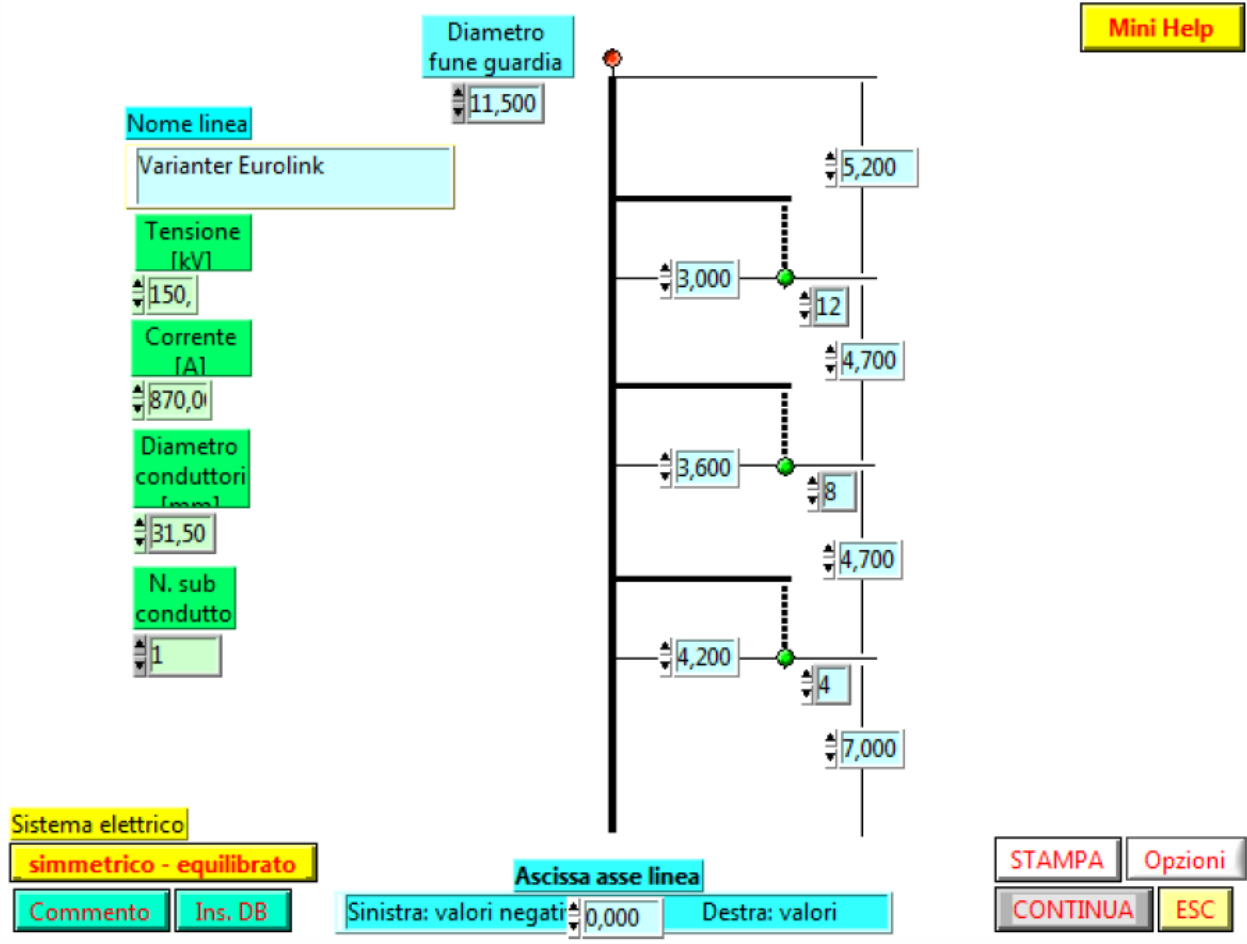 Diametro
fune guardia
11,500
Mini Help
Nome linea
Varianter Eurolink
5,200
Tensione
[kV]
150,
3,000
12
Corrente
[A]
870,0
4,700
Diametro
conduttori
[mm]
31,50
3,600
8
4,700
N. sub
condutto
1
4,200
4
7,000
Sistema elettrico
simmetrico - equilibrato
Commento
Ins. DB
Ascissa asse linea
Sinistra: valori negati
0,000
Destra: valori
STAMPA
Opzioni
CONTINUA
ESC